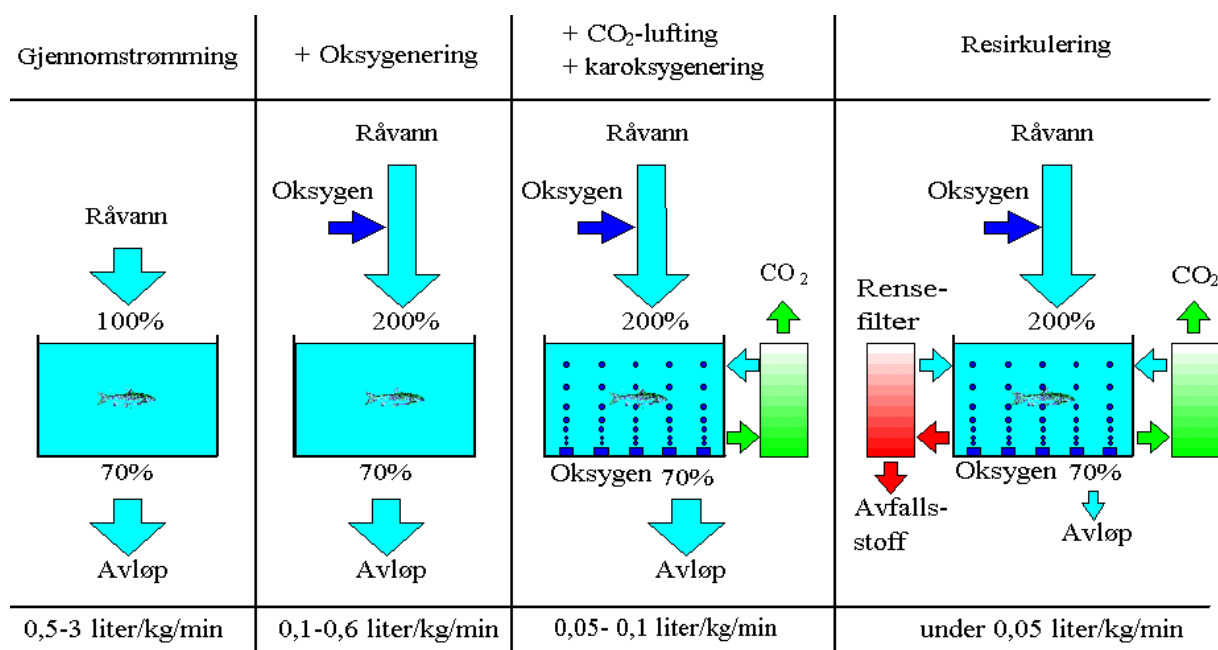 Gjennomstrømming
+ Oksygenering
+ CO₂-lufting
+ karoksygenering
Resirkulering
Råvann
100%
70%
Avløp
0,5-3 liter/kg/min
Råvann
Oksygen
200%
70%
Avløp
0,1-0,6 liter/kg/min
Råvann
Oksygen
CO₂
200%
Oksygen
70%
Avløp
0,05- 0,1 liter/kg/min
Råvann
Oksygen
CO₂
Rense-
filter
200%
Oksygen
70%
Avfalls-
stoff
Avløp
under 0,05 liter/kg/min